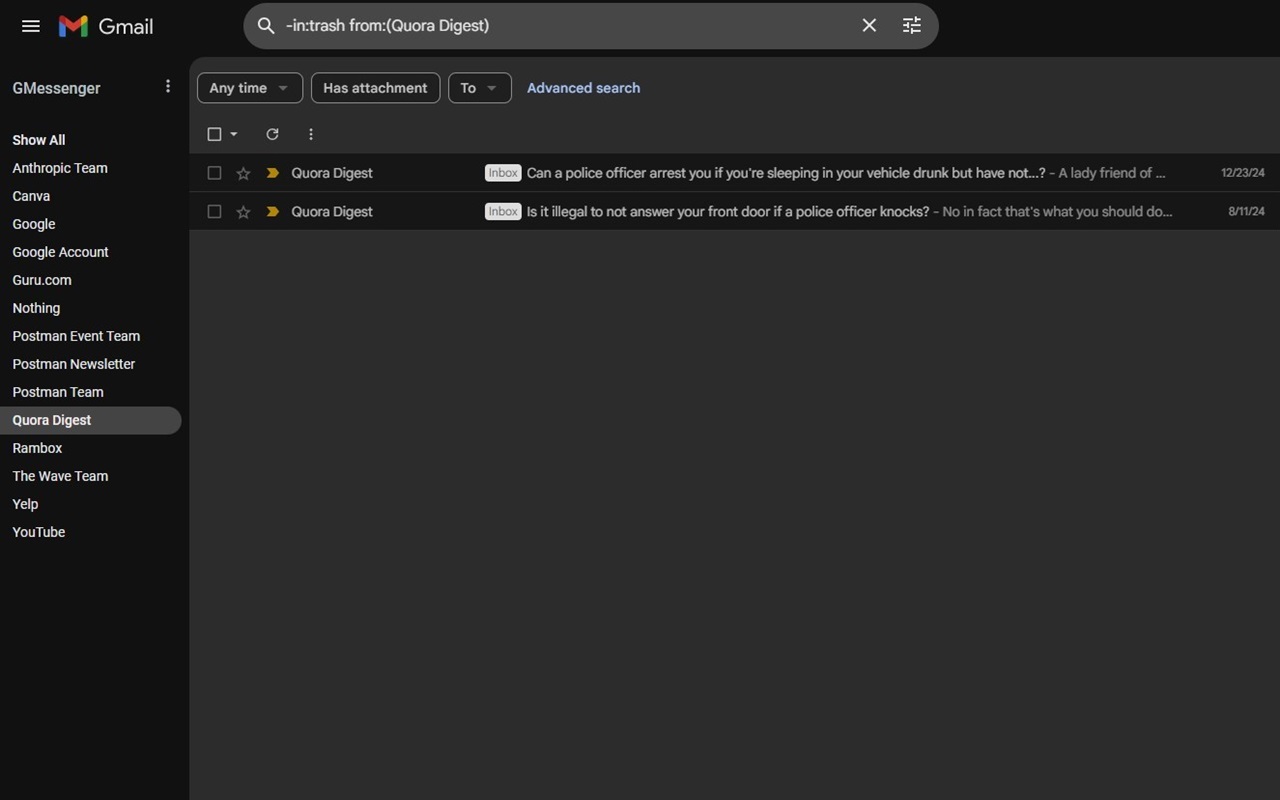 Gmail
-in:trash from:(Quora Digest)
GMessenger
Any time
Has attachment
To
Advanced search
Show All
Anthropic Team
Canva
Google
Google Account
Guru.com
Nothing
Postman Event Team
Postman Newsletter
Postman Team
Quora Digest
Rambox
The Wave Team
Yelp
YouTube
Quora Digest Inbox Can a police officer arrest you if you're sleeping in your vehicle drunk but have not...? - A lady friend of ... 12/23/24
Quora Digest Inbox Is it illegal to not answer your front door if a police officer knocks? - No in fact that's what you should do... 8/11/24